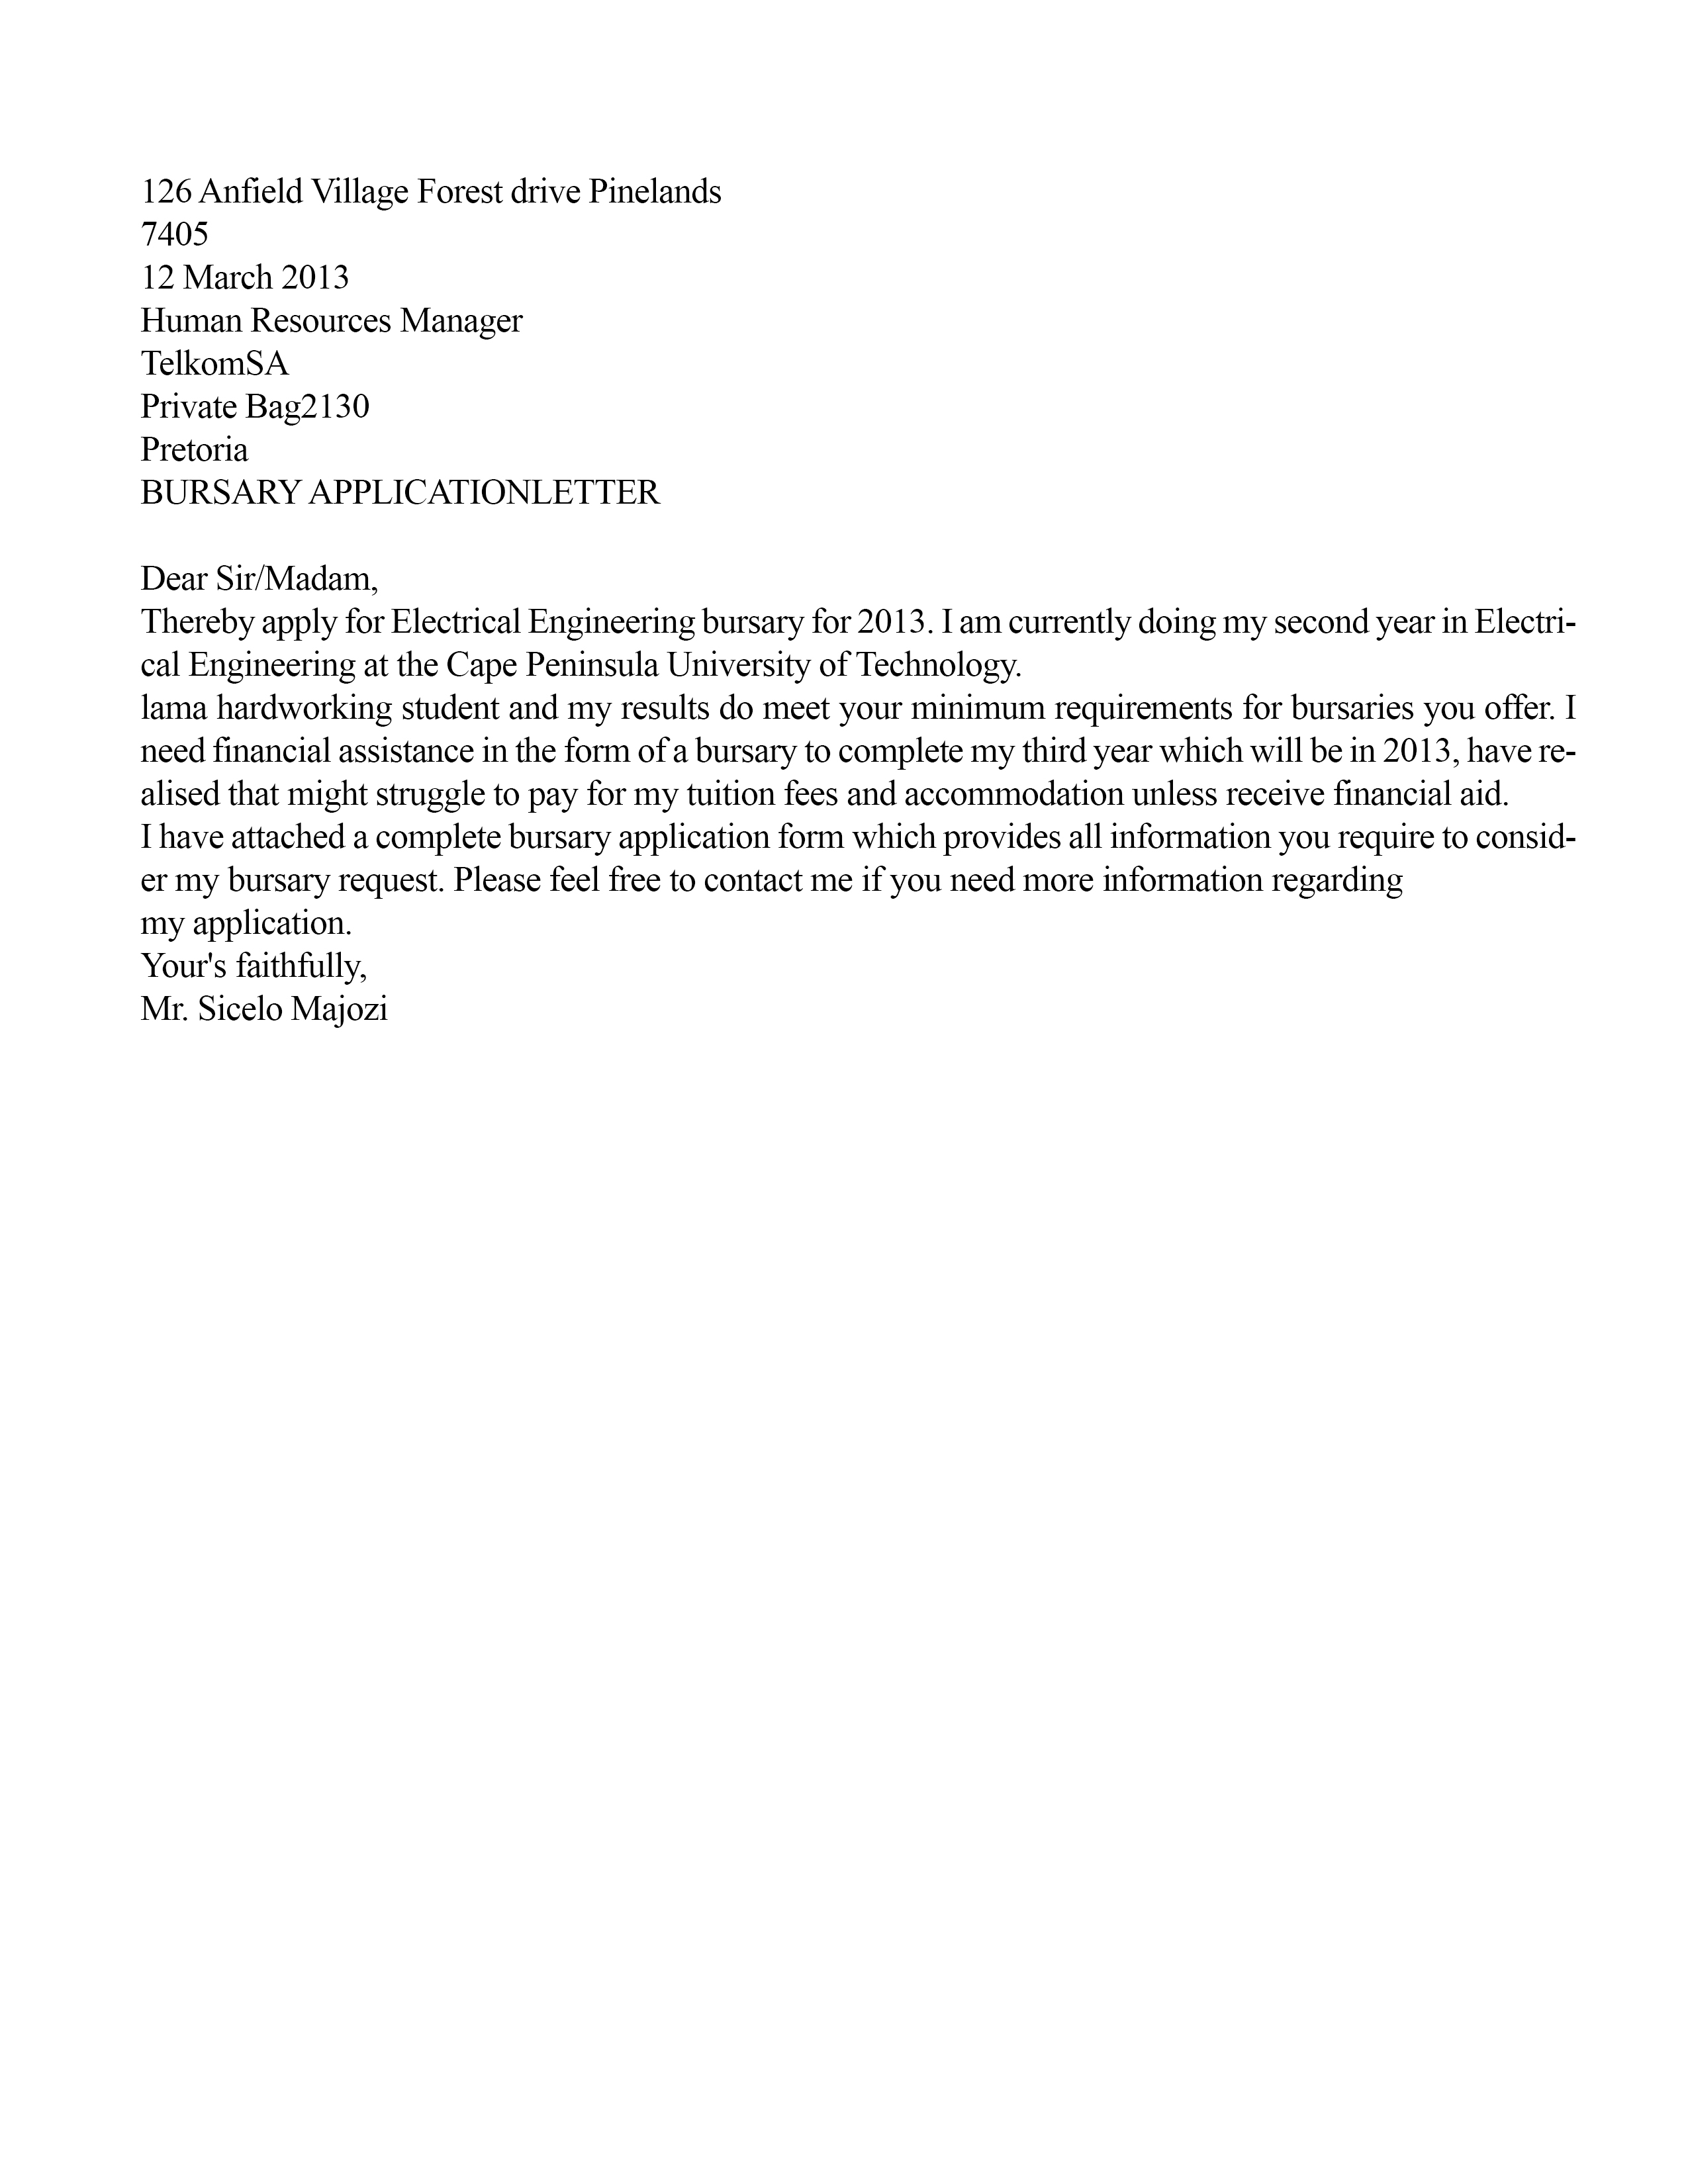 126 Anfield Village Forest drive Pinelands
7405
12 March 2013
Human Resources Manager
TelkomSA
Private Bag2130
Pretoria
BURSARY APPLICATIONLETTER
Dear Sir/Madam,
Thereby apply for Electrical Engineering bursary for 2013. I am currently doing my second year in Electri-
cal Engineering at the Cape Peninsula University of Technology.
lama hardworking student and my results do meet your minimum requirements for bursaries you offer. I
need financial assistance in the form of a bursary to complete my third year which will be in 2013, have re-
alised that might struggle to pay for my tuition fees and accommodation unless receive financial aid.
I have attached a complete bursary application form which provides all information you require to consid-
er my bursary request. Please feel free to contact me if you need more information regarding
my application.
Your's faithfully,
Mr. Sicelo Majozi